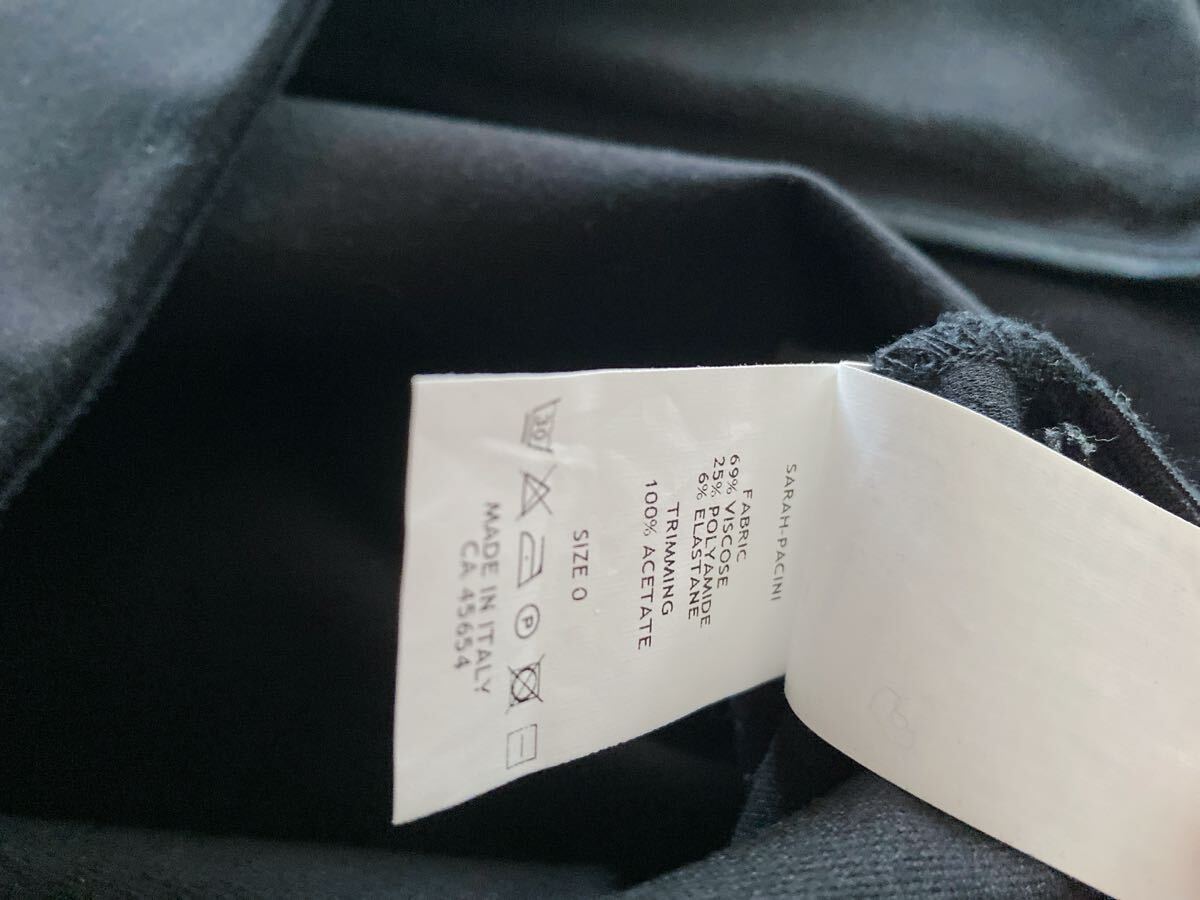 SARAH-PACINI
FABRIC
69% VISCOSE
25% POLYAMIDE
6% ELASTANE
TRIMMING
100% ACETATE
SIZE 0
30
P
MADE IN ITALY
CA 45654